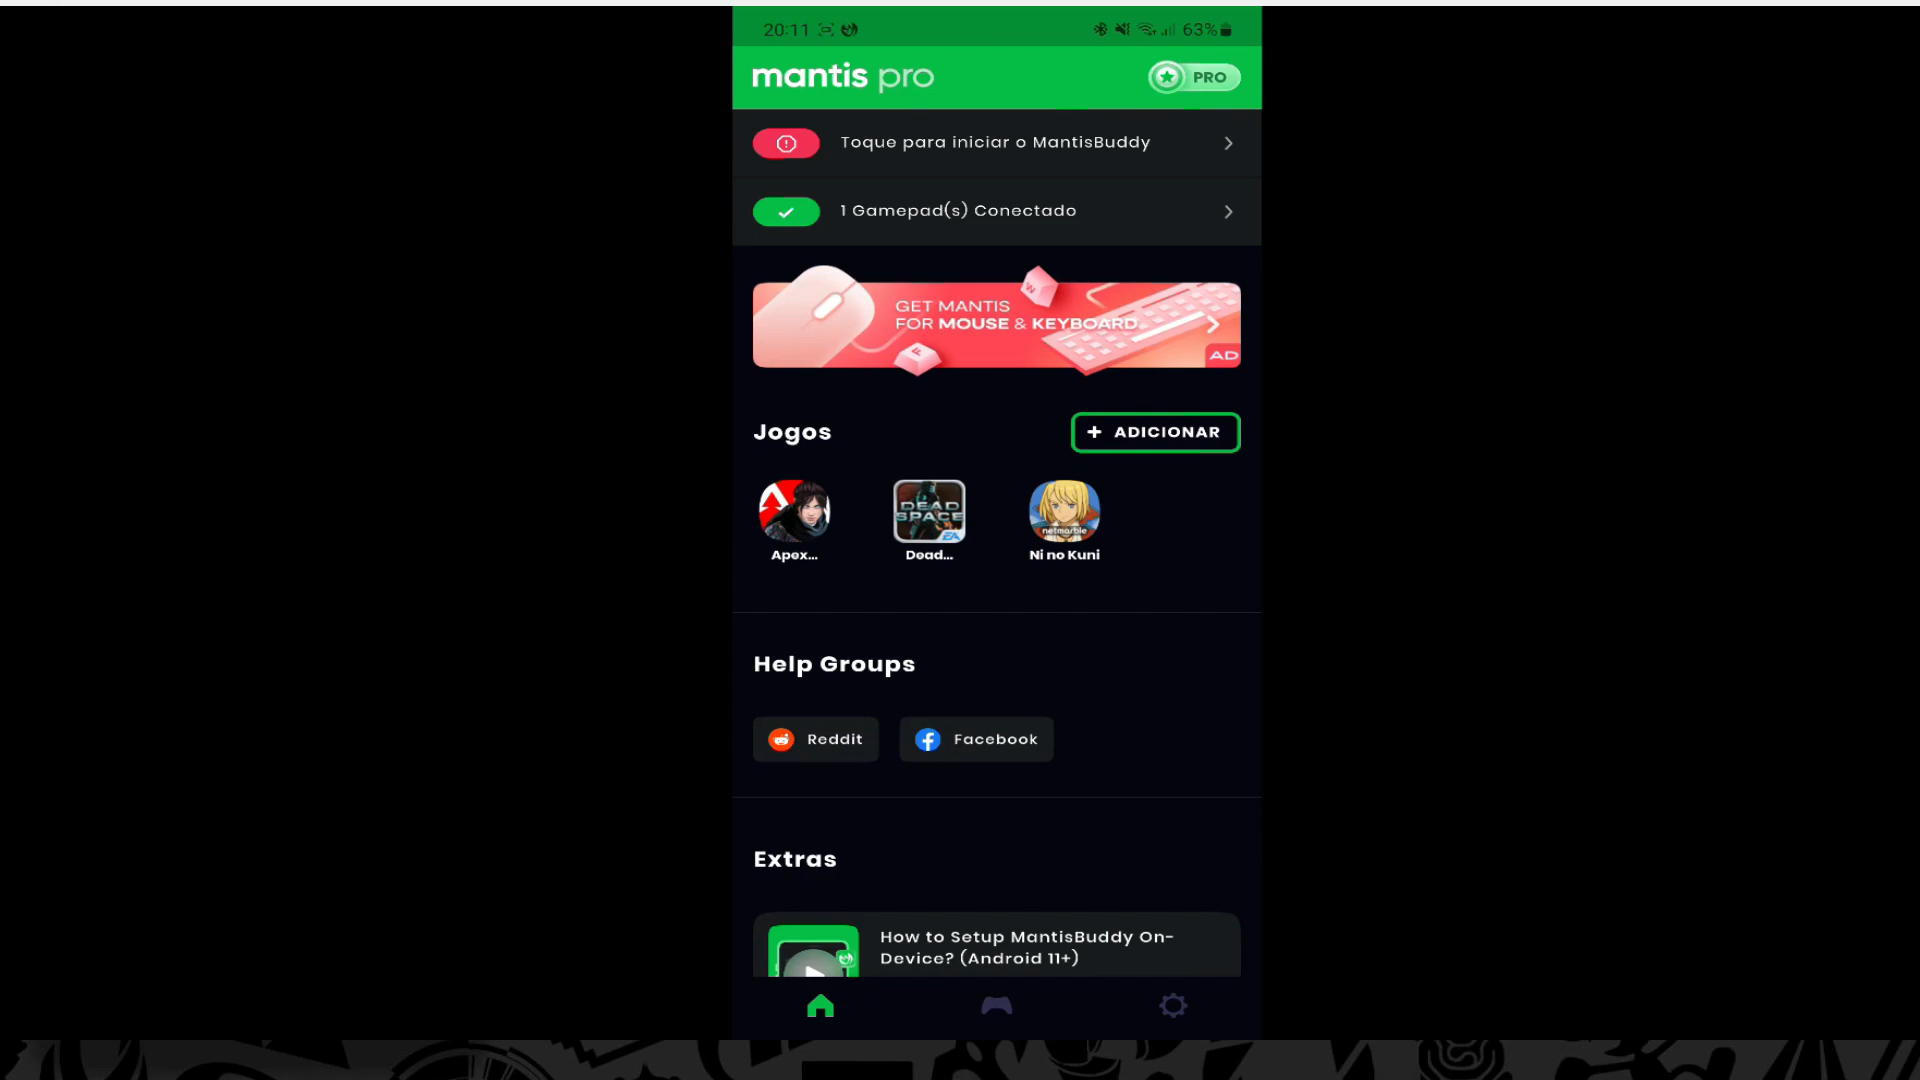 20:11 63%
mantis pro PRO
Toque para iniciar o MantisBuddy
1 Gamepad(s) Conectado
GET MANTIS
FOR MOUSE & KEYBOARD
W
F
AD
Jogos + ADICIONAR
DEAD
SPACE
EA
netmarble
Apex... Dead... Ni no Kuni
Help Groups
Reddit Facebook
Extras
How to Setup MantisBuddy On-
Device? (Android 11+)